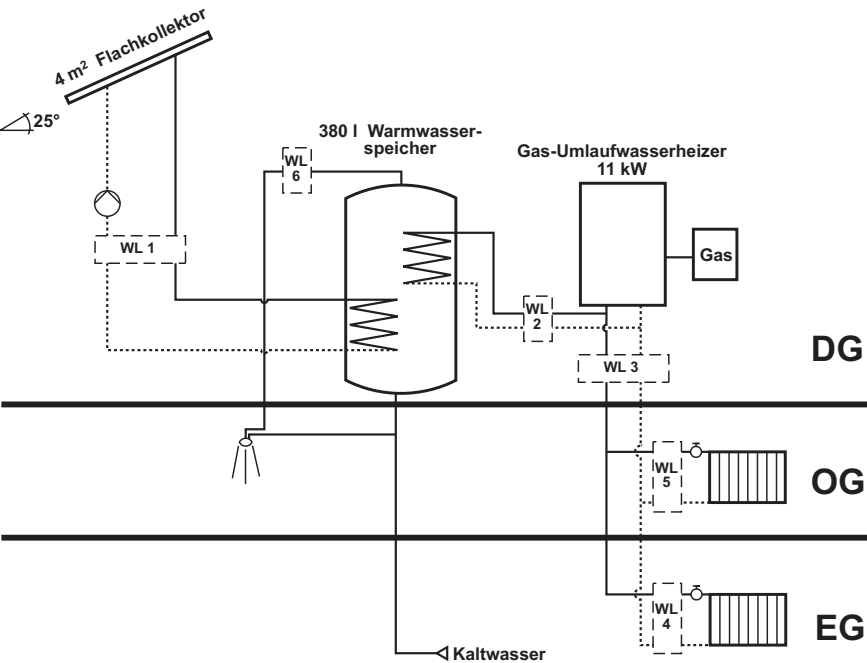 4 m² Flachkollektor
25°
380 l Warmwasser-
speicher
WL
6
Gas-Umlaufwasserheizer
11 kW
WL 1
Gas
WL
2
DG
WL 3
WL
5
OG
WL
4
EG
Kaltwasser